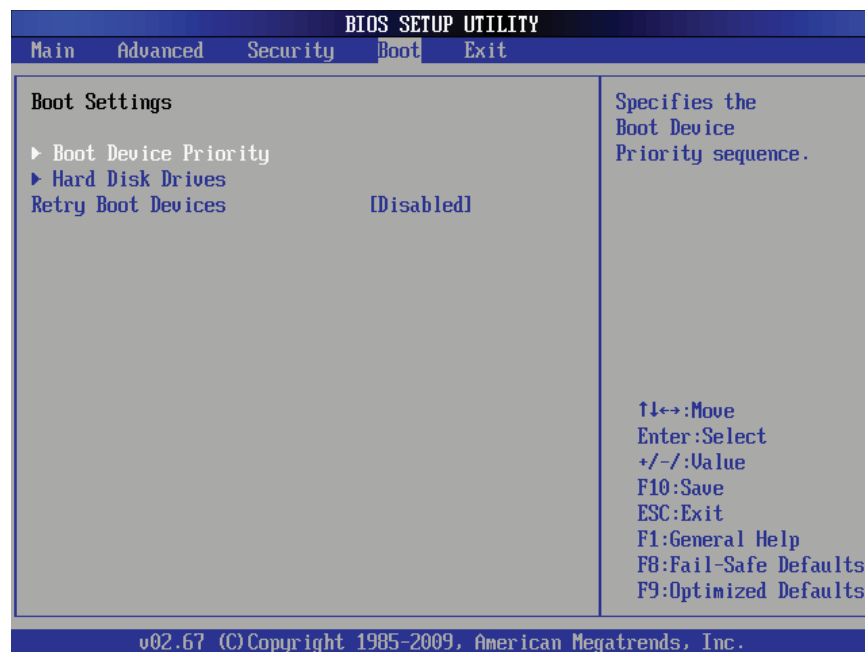 BIOS SETUP UTILITY
Main Advanced Security Boot Exit
Boot Settings
▶ Boot Device Priority
▶ Hard Disk Drives
Retry Boot Devices [Disabled]
Specifies the
Boot Device
Priority sequence.
↑↓←→:Move
Enter:Select
+/-/:Value
F10:Save
ESC:Exit
F1:General Help
F8:Fail-Safe Defaults
F9:Optimized Defaults
v02.67 (C)Copyright 1985-2009, American Megatrends, Inc.